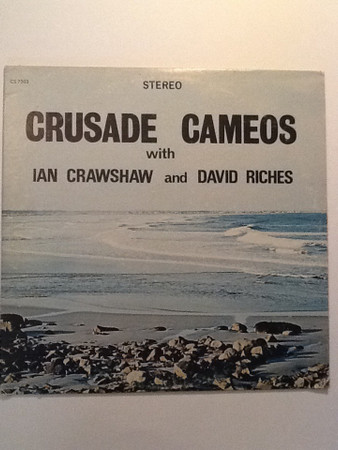 STEREO
CRUSADE CAMEOS
with
IAN CRAWSHAW and DAVID RICHES